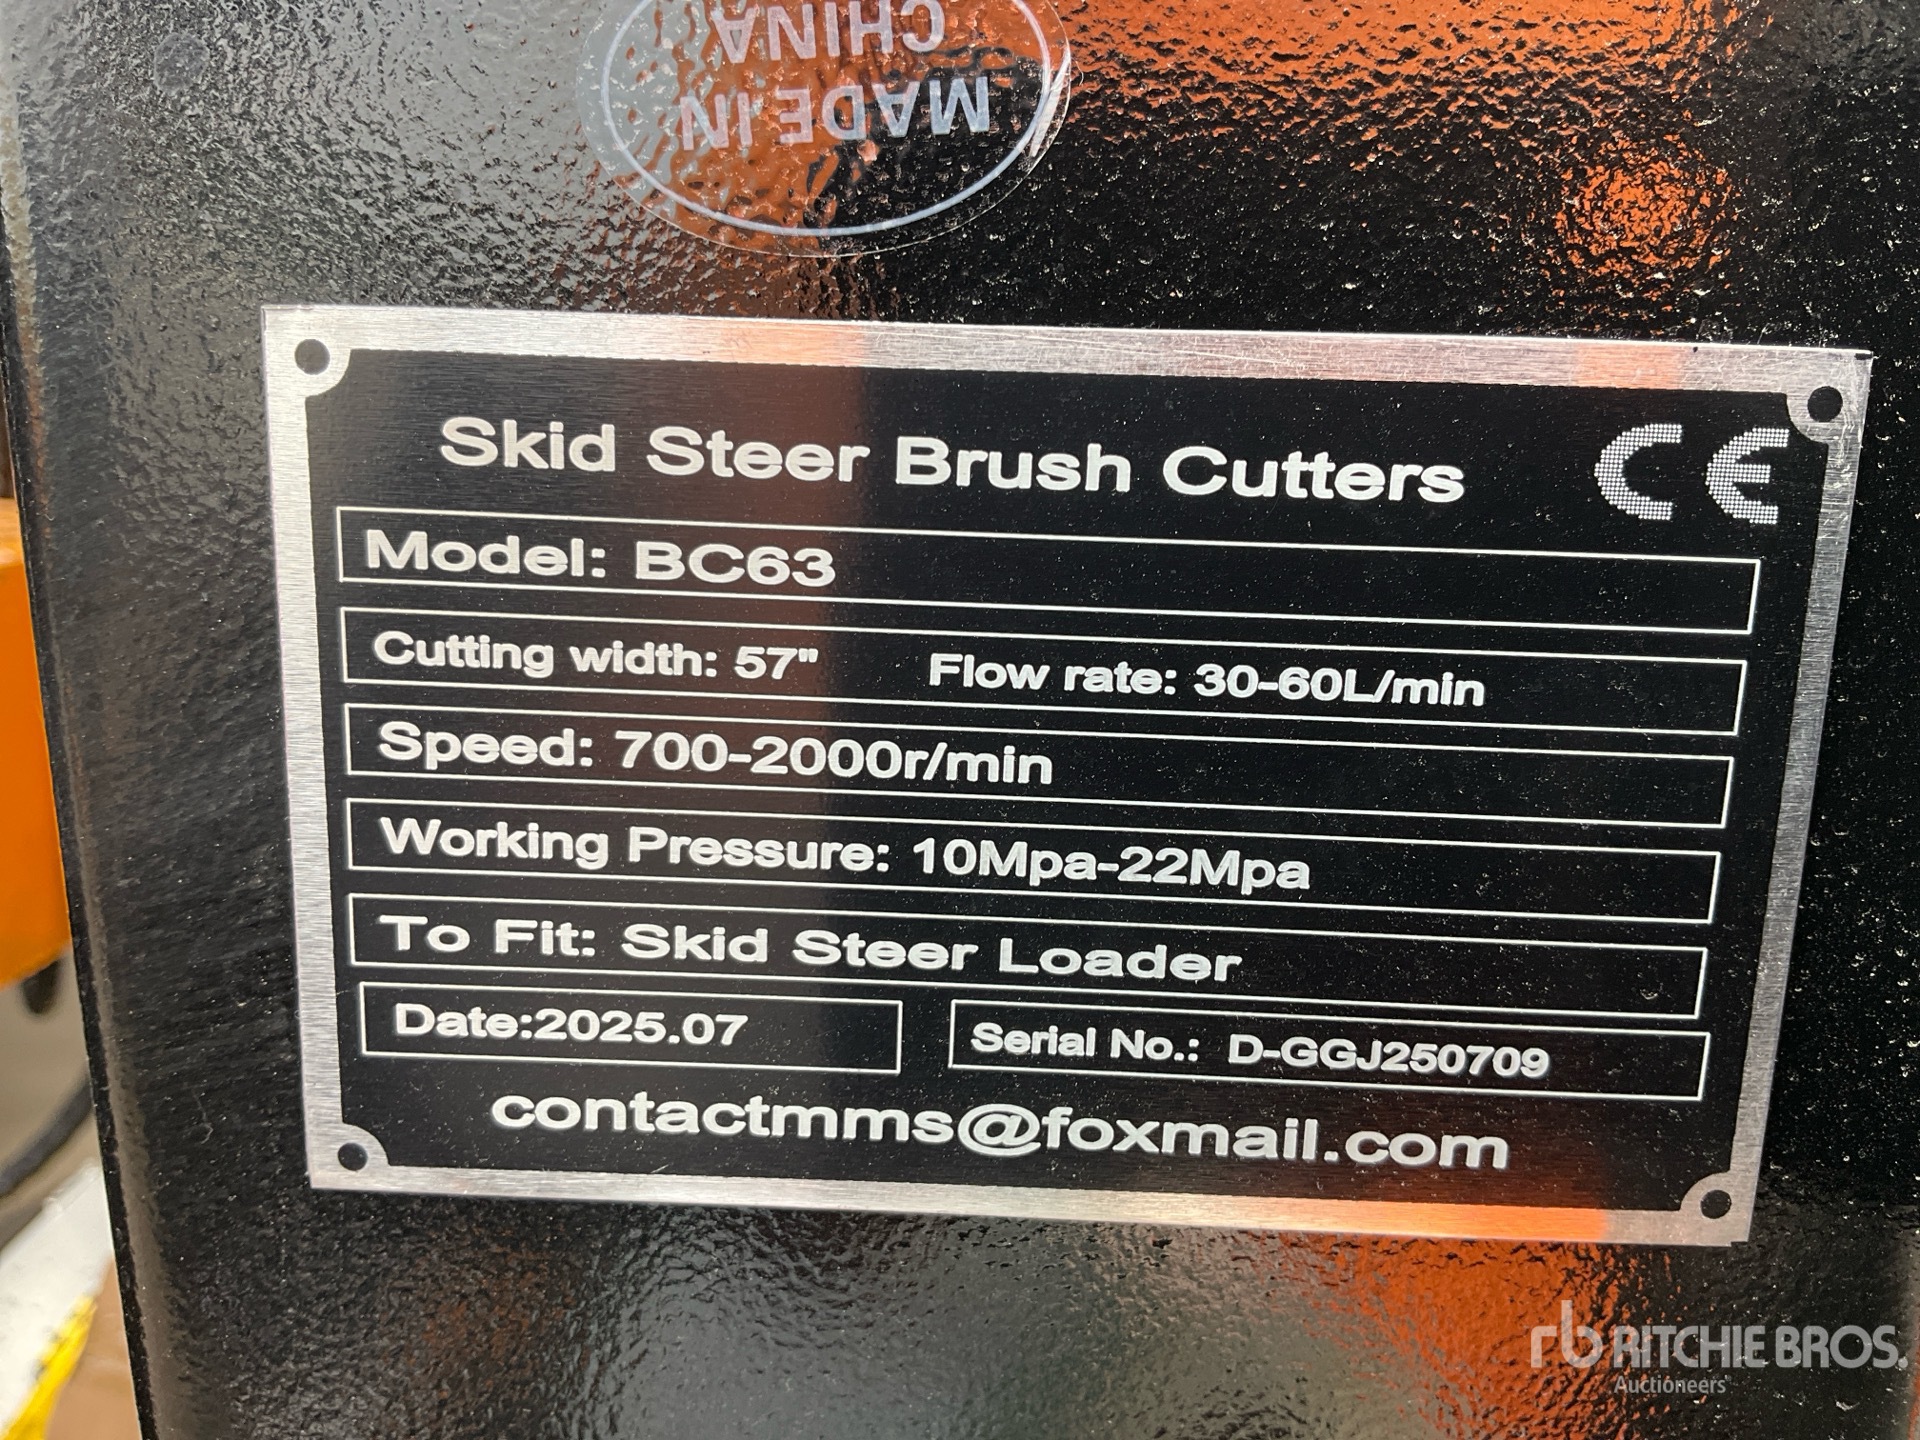 MADE IN
CHINA
Skid Steer Brush Cutters CE
Model: BC63
Cutting width: 57" Flow rate: 30-60L/min
Speed: 700-2000r/min
Working Pressure: 10Mpa-22Mpa
To Fit: Skid Steer Loader
Date:2025.07 Serial No.: D-GGJ250709
contactmms@foxmail.com
rb RITCHIE BROS.
Auctioneers